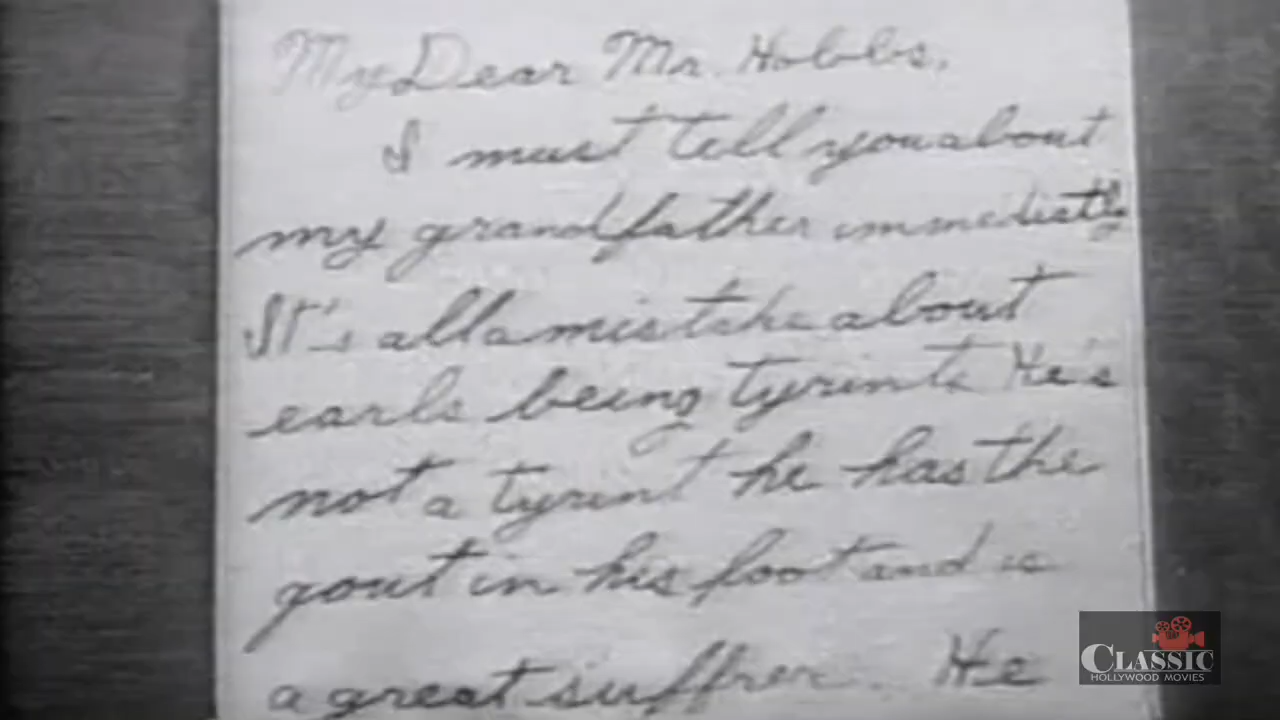 My Dear Mr. Hobbs,
I must tell you about
my grandfather immediatly
It's all a mistake about
earls being tyrints He's
not a tyrint he has the
gout in his foot and is
a great suffrer. He
CLASSIC
HOLLYWOOD MOVIES